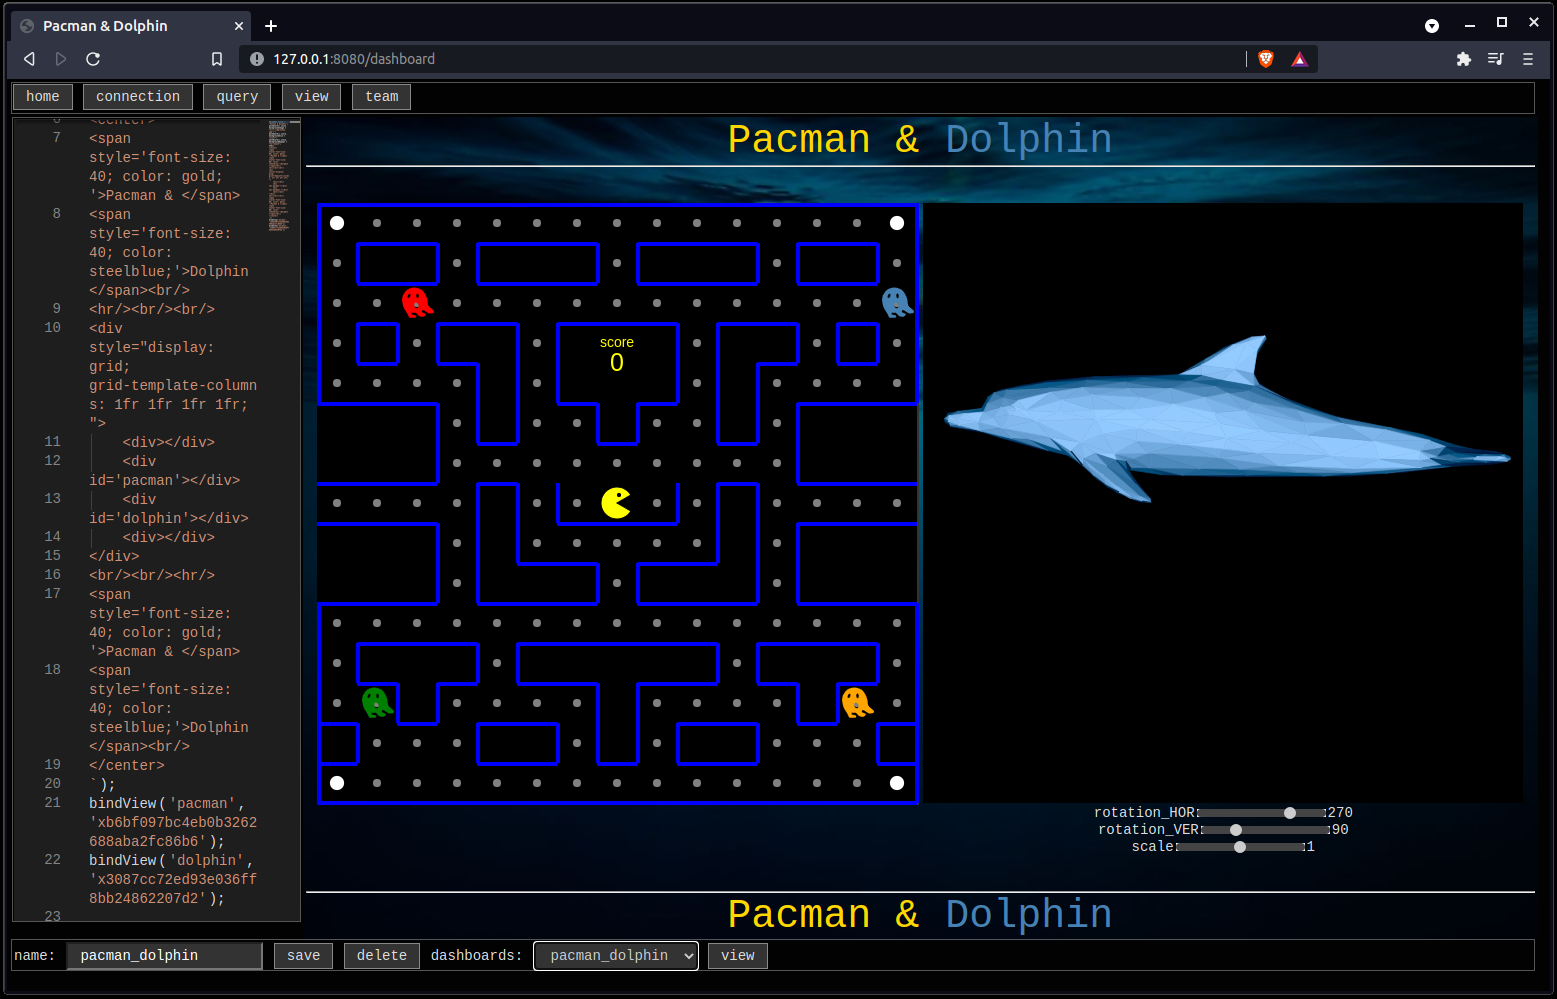 Pacman & Dolphin
127.0.0.1:8080/dashboard
home connection query view team
6 <center>
7 <span
style='font-size:
40; color: gold;
'>Pacman & </span>
8 <span
style='font-size:
40; color:
steelblue;'>Dolphin
</span><br/>
9 <hr/><br/><br/>
10 <div
style="display:
grid;
grid-template-column
s: 1fr 1fr 1fr 1fr;
">
11 <div></div>
12 <div
id='pacman'></div>
13 <div
id='dolphin'></div>
14 <div></div>
15 </div>
16 <br/><br/><hr/>
17 <span
style='font-size:
40; color: gold;
'>Pacman & </span>
18 <span
style='font-size:
40; color:
steelblue;'>Dolphin
</span><br/>
19 </center>
20 `);
21 bindView('pacman',
'xb6bf097bc4eb0b3262
688aba2fc86b6');
22 bindView('dolphin',
'x3087cc72ed93e036ff
8bb24862207d2');
23
Pacman & Dolphin
score
0
rotation_HOR: :270
rotation_VER: :90
scale: :1
Pacman & Dolphin
name: pacman_dolphin save delete dashboards: pacman_dolphin view